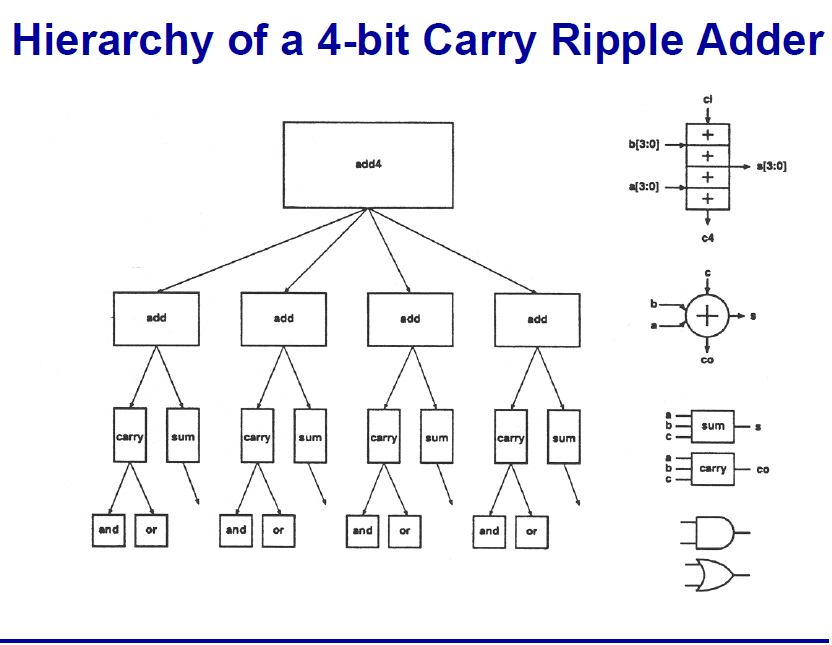 Hierarchy of a 4-bit Carry Ripple Adder
add4
add add add add
carry sum carry sum carry sum carry sum
and or and or and or and or
ci
+
b[3:0]
+
s[3:0]
+
a[3:0]
+
c4
c
b
+
s
a
co
a
b sum s
c
a
b carry co
c